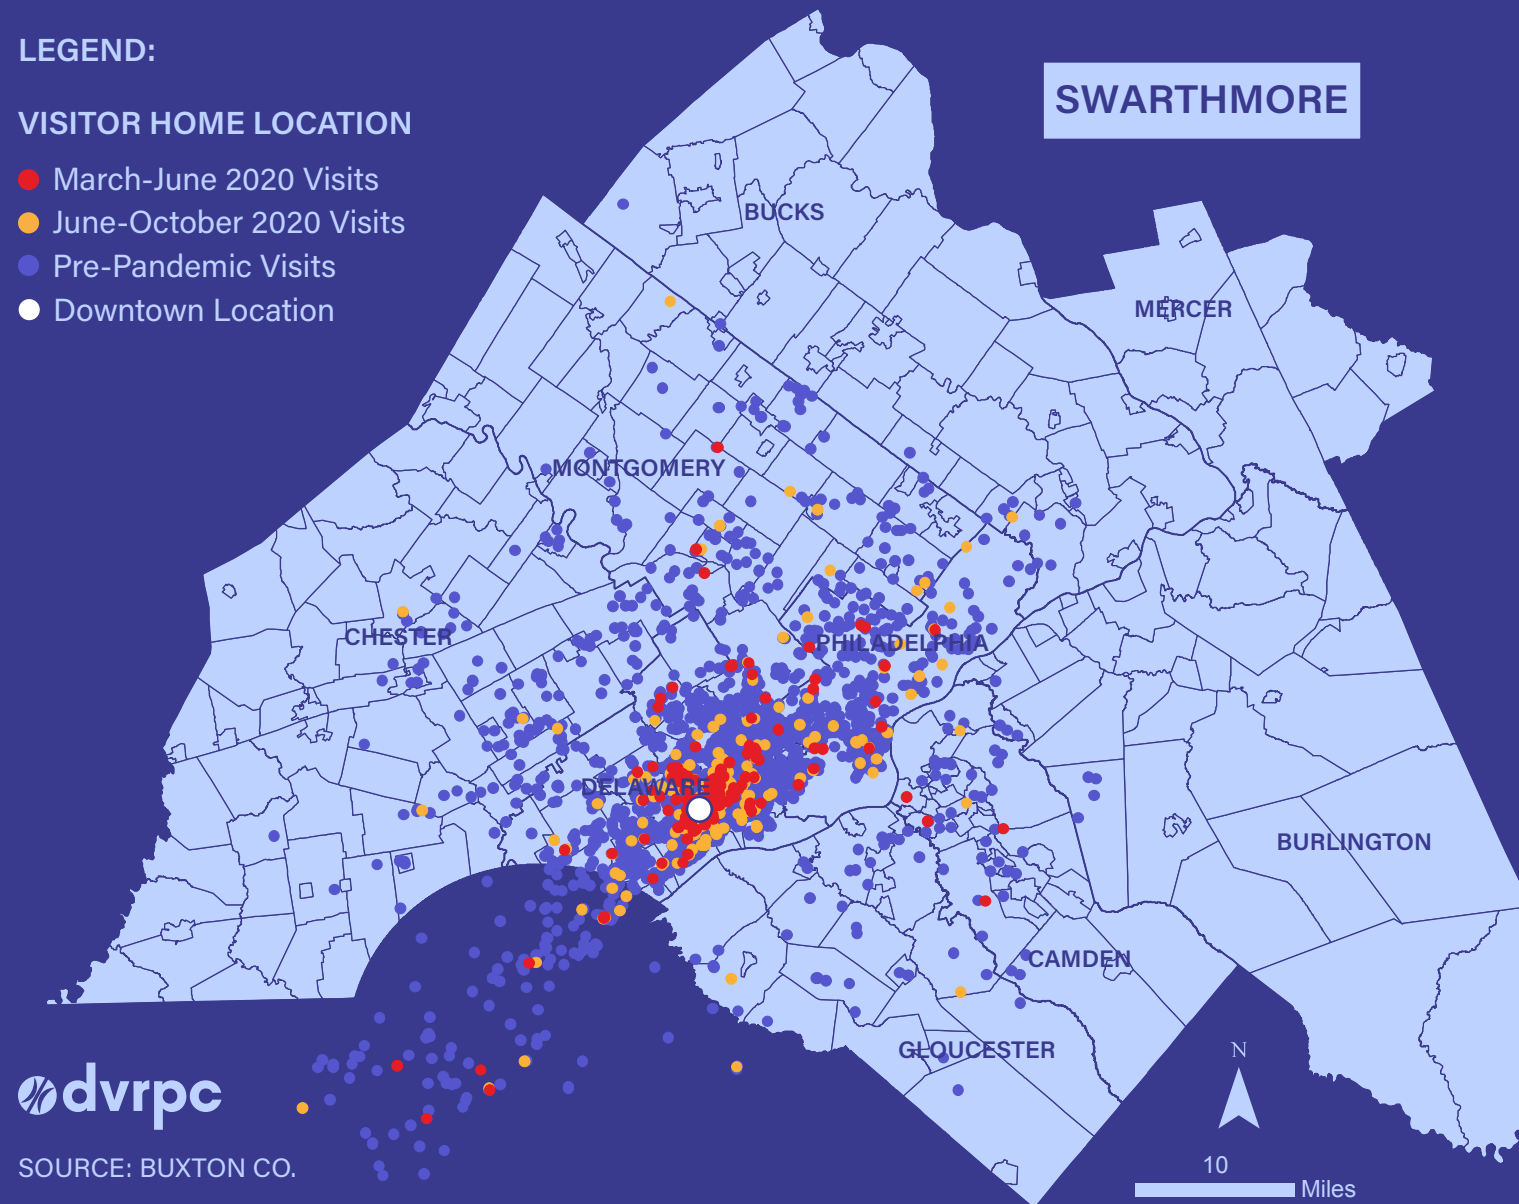 LEGEND:
VISITOR HOME LOCATION
March-June 2020 Visits
June-October 2020 Visits
Pre-Pandemic Visits
Downtown Location
SWARTHMORE
BUCKS
MERCER
MONTGOMERY
CHESTER
PHILADELPHIA
DELAWARE
BURLINGTON
CAMDEN
GLOUCESTER
N
dvrpc
SOURCE: BUXTON CO.
10
Miles